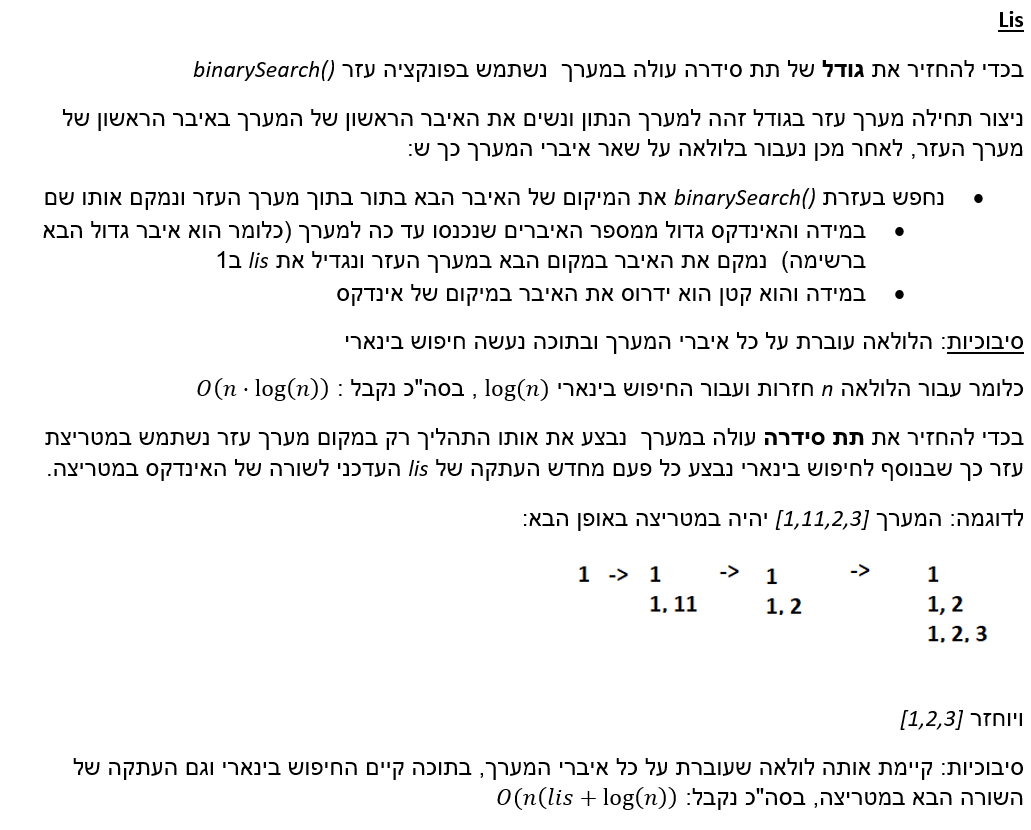 Lis
בכדי להחזיר את גודל של תת סידרה עולה במערך נשתמש בפונקציה עזר binarySearch()
ניצור תחילה מערך עזר בגודל זהה למערך הנתון ונשים את האיבר הראשון של המערך באיבר הראשון של
מערך העזר, לאחר מכן נעבור בלולאה על שאר איברי המערך כך ש:
• נחפש בעזרת binarySearch() את המיקום של האיבר הבא בתור בתוך מערך העזר ונמקם אותו שם
• במידה והאינדקס גדול ממספר האיברים שנכנסו עד כה למערך (כלומר הוא איבר גדול הבא
ברשימה) נמקם את האיבר במקום הבא במערך העזר ונגדיל את lis ב1
• במידה והוא קטן הוא ידרוס את האיבר במיקום של אינדקס
סיבוכיות: הלולאה עוברת על כל איברי המערך ובתוכה נעשה חיפוש בינארי
כלומר עבור הלולאה n חזרות ועבור החיפוש בינארי log(n) , בסה"כ נקבל : O(n · log(n))
בכדי להחזיר את תת סידרה עולה במערך נבצע את אותו התהליך רק במקום מערך עזר נשתמש במטריצת
עזר כך שבנוסף לחיפוש בינארי נבצע כל פעם מחדש העתקה של lis העדכני לשורה של האינדקס במטריצה.
לדוגמה: המערך [1,11,2,3] יהיה במטריצה באופן הבא:
1 -> 1 -> 1 -> 1
1, 11 1, 2 1, 2
1, 2, 3
ויוחזר [1,2,3]
סיבוכיות: קיימת אותה לולאה שעוברת על כל איברי המערך, בתוכה קיים החיפוש בינארי וגם העתקה של
השורה הבא במטריצה, בסה"כ נקבל: O(n(lis + log(n))